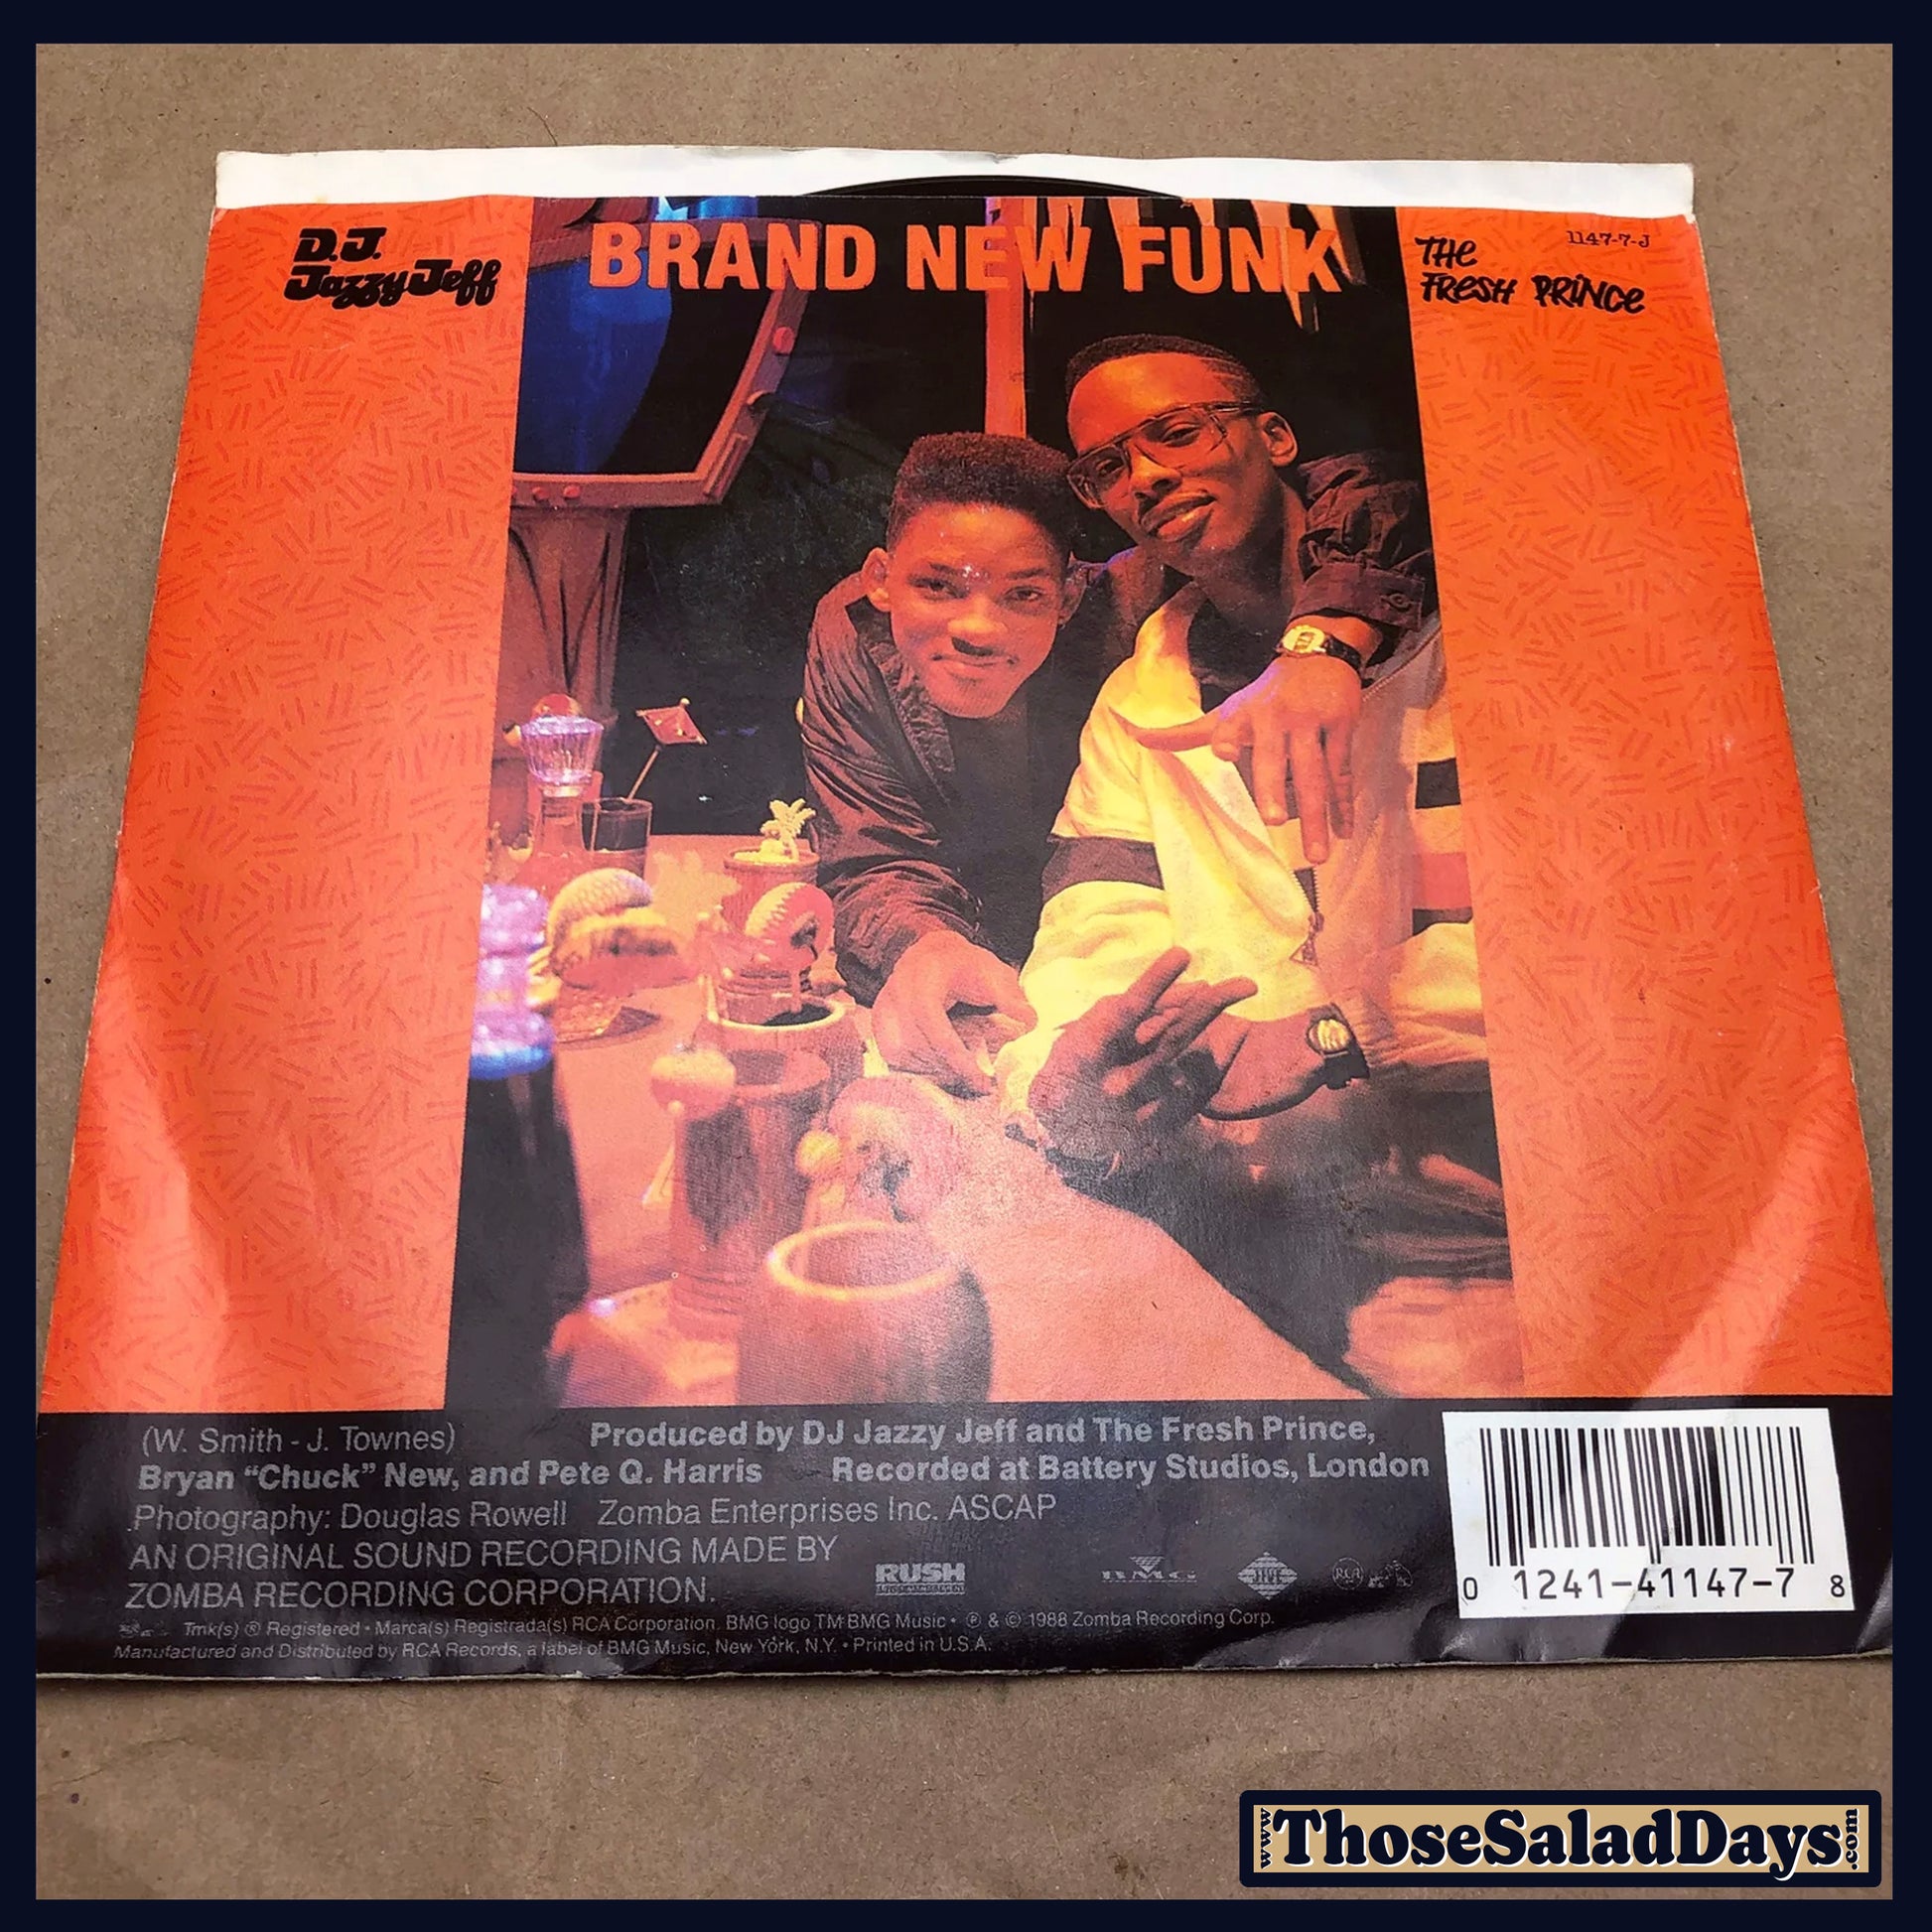 D.J.
Jazzy Jeff
BRAND NEW FUNK
THE
FRESH PRINCE
1147-7-J
(W. Smith - J. Townes) Produced by DJ Jazzy Jeff and The Fresh Prince,
Bryan “Chuck” New, and Pete Q. Harris Recorded at Battery Studios, London
Photography: Douglas Rowell Zomba Enterprises Inc. ASCAP
AN ORIGINAL SOUND RECORDING MADE BY
ZOMBA RECORDING CORPORATION.
RUSH
BMG
JIVE
RCA
Tmk(s) ® Registered • Marca(s) Registrada(s) RCA Corporation. BMG logo TM BMG Music • ℗ & © 1988 Zomba Recording Corp.
Manufactured and Distributed by RCA Records, a label of BMG Music, New York, N.Y. • Printed in U.S.A.
0 1241-41147-7 8
www.ThoseSaladDays.com